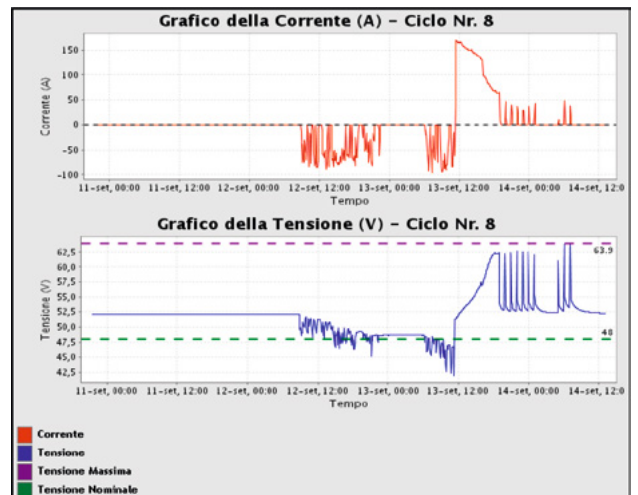 Grafico della Corrente (A) - Ciclo Nr. 8
Corrente (A)
150
100
50
0
-50
-100
11-set, 00:00 11-set, 12:00 12-set, 00:00 12-set, 12:00 13-set, 00:00 13-set, 12:00 14-set, 00:00 14-set, 12:0
Tempo
Grafico della Tensione (V) - Ciclo Nr. 8
Tensione (V)
62,5
60,0
57,5
55,0
52,5
50,0
47,5
45,0
42,5
63.9
48
11-set, 00:00 11-set, 12:00 12-set, 00:00 12-set, 12:00 13-set, 00:00 13-set, 12:00 14-set, 00:00 14-set, 12:0
Tempo
Corrente
Tensione
Tensione Massima
Tensione Nominale